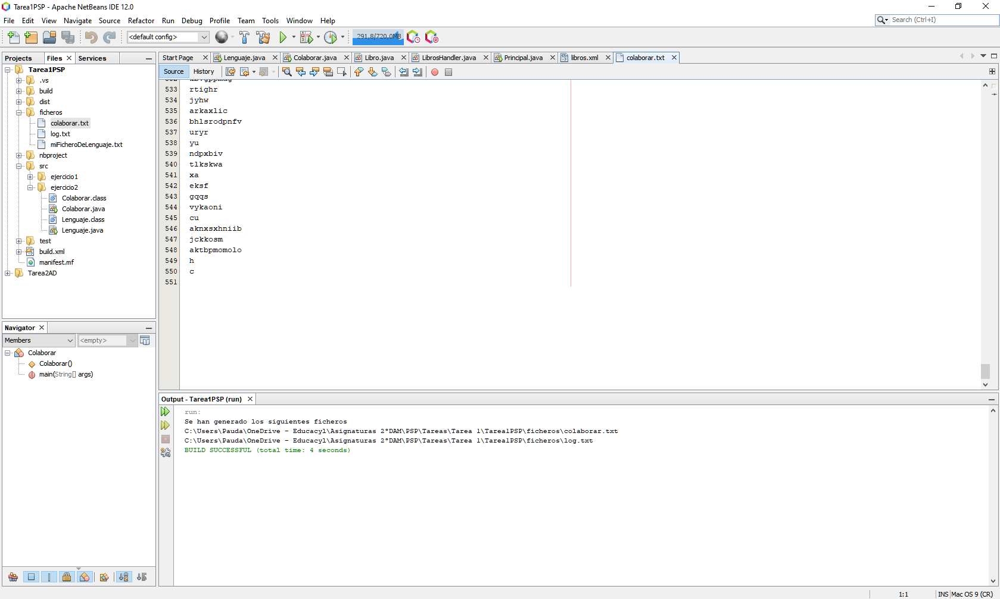 Tarea1PSP - Apache NetBeans IDE 12.0
File Edit View Navigate Source Refactor Run Debug Profile Team Tools Window Help
Search (Ctrl+I)
<default config>
291,8/720,0MB
Projects Files Services
Tarea1PSP
.vs
build
dist
ficheros
colaborar.txt
log.txt
miFicheroDeLenguaje.txt
nbproject
src
ejercicio1
ejercicio2
Colaborar.class
Colaborar.java
Lenguaje.class
Lenguaje.java
test
build.xml
manifest.mf
Tarea2AD
Navigator
Members <empty>
Colaborar
Colaborar()
main(String[] args)
Start Page Lenguaje.java Colaborar.java Libro.java LibrosHandler.java Principal.java libros.xml colaborar.txt
Source History
533 rtighr
534 jyhw
535 arkaxlic
536 bhlsrodpnfv
537 uryr
538 yu
539 ndpxbiv
540 tlkskwa
541 xa
542 eksf
543 gqqs
544 vykaoni
545 cu
546 aknxsxhniib
547 jckkosm
548 aktbpmomolo
549 h
550 c
551
Output - Tarea1PSP (run)
run:
Se han generado los siguientes ficheros
C:\Users\Pauda\OneDrive - Educacyl\Asignaturas 2ºDAM\PSP\Tareas\Tarea 1\Tarea1PSP\ficheros\colaborar.txt
C:\Users\Pauda\OneDrive - Educacyl\Asignaturas 2ºDAM\PSP\Tareas\Tarea 1\Tarea1PSP\ficheros\log.txt
BUILD SUCCESSFUL (total time: 4 seconds)
1:1 INS Mac OS 9 (CR)